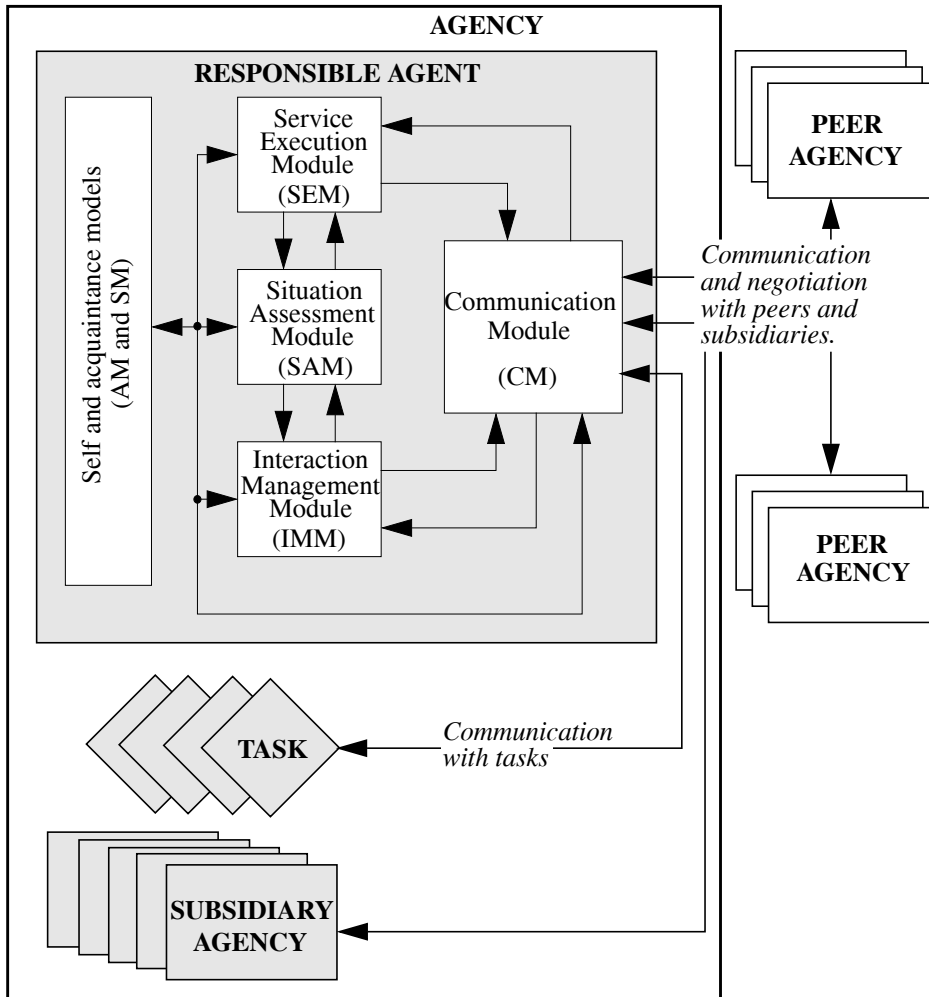 AGENCY
RESPONSIBLE AGENT
Self and acquaintance models
(AM and SM)
Service
Execution
Module
(SEM)
Situation
Assessment
Module
(SAM)
Interaction
Management
Module
(IMM)
Communication
Module
(CM)
PEER
AGENCY
Communication
and negotiation
with peers and
subsidiaries.
PEER
AGENCY
TASK
Communication
with tasks
SUBSIDIARY
AGENCY